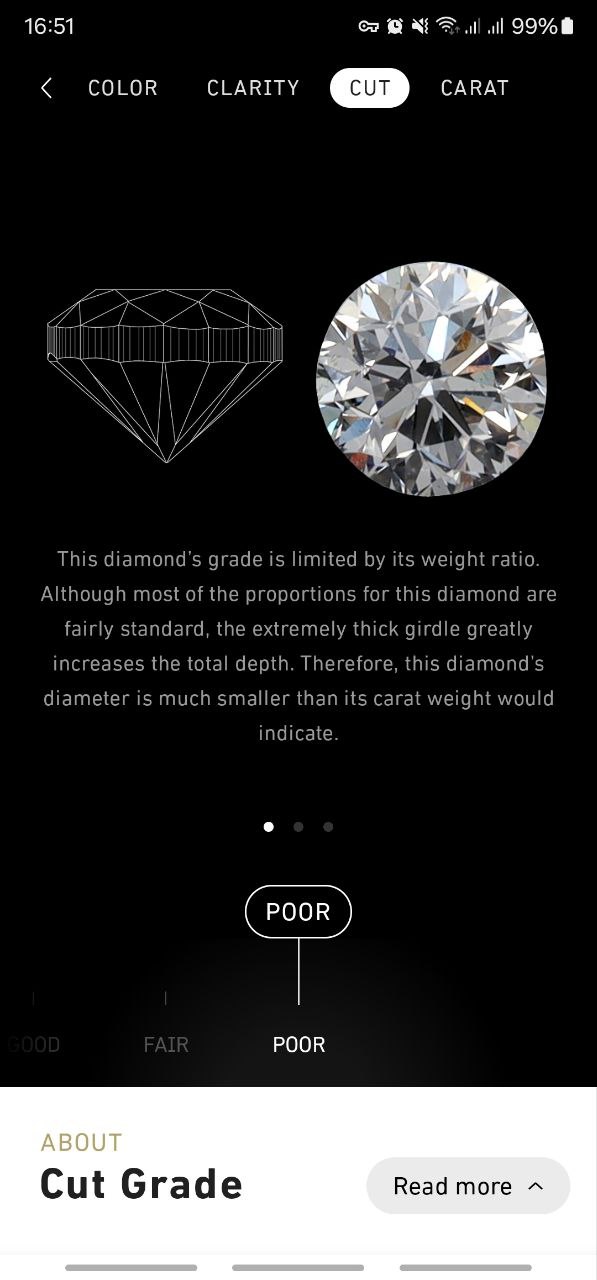 16:51 99%
COLOR CLARITY CUT CARAT
This diamond's grade is limited by its weight ratio.
Although most of the proportions for this diamond are
fairly standard, the extremely thick girdle greatly
increases the total depth. Therefore, this diamond's
diameter is much smaller than its carat weight would
indicate.
POOR
GOOD FAIR POOR
ABOUT
Cut Grade
Read more